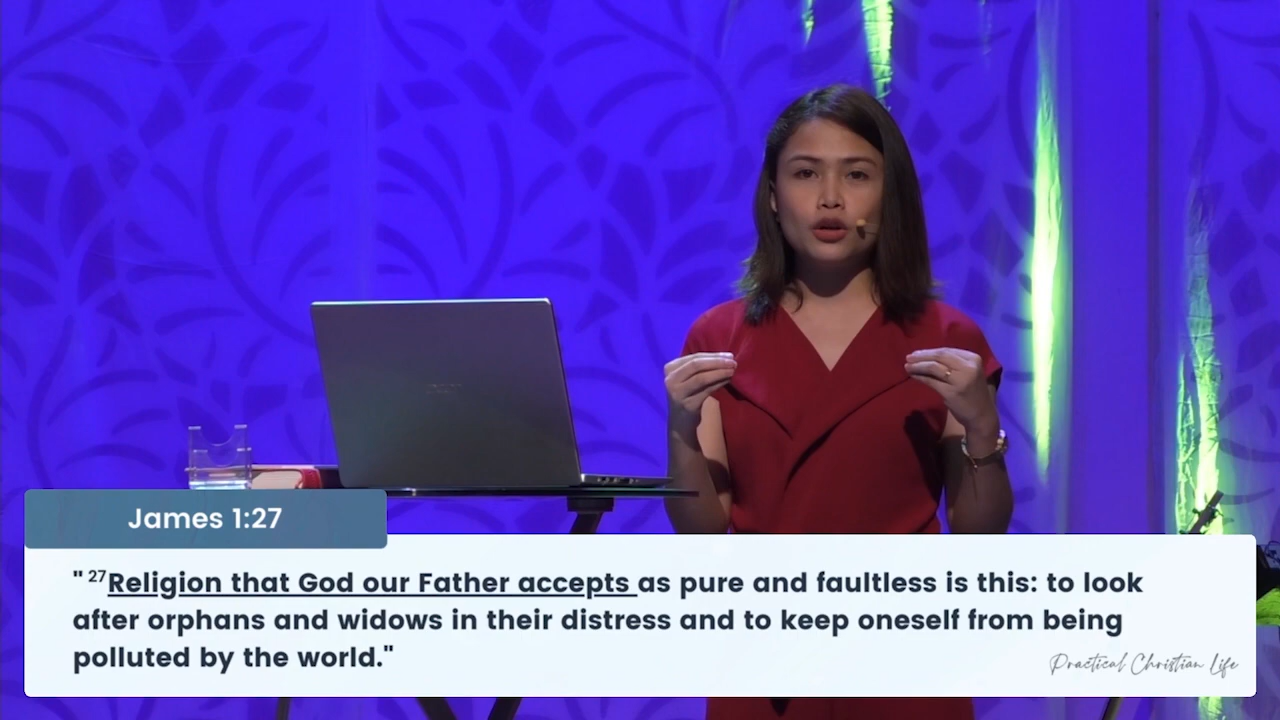 James 1:27
" 27Religion that God our Father accepts as pure and faultless is this: to look
after orphans and widows in their distress and to keep oneself from being
polluted by the world."
Practical Christian Life